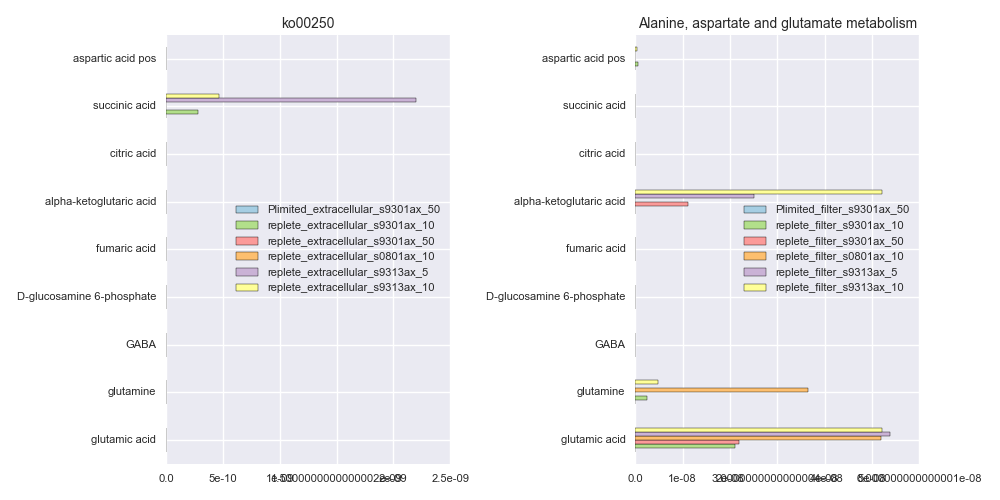 ko00250
Alanine, aspartate and glutamate metabolism
aspartic acid pos
succinic acid
citric acid
alpha-ketoglutaric acid
fumaric acid
D-glucosamine 6-phosphate
GABA
glutamine
glutamic acid
Plimited_extracellular_s9301ax_50
replete_extracellular_s9301ax_10
replete_extracellular_s9301ax_50
replete_extracellular_s0801ax_10
replete_extracellular_s9313ax_5
replete_extracellular_s9313ax_10
0.0 5e-10 2.5e-09
aspartic acid pos
succinic acid
citric acid
alpha-ketoglutaric acid
fumaric acid
D-glucosamine 6-phosphate
GABA
glutamine
glutamic acid
Plimited_filter_s9301ax_50
replete_filter_s9301ax_10
replete_filter_s9301ax_50
replete_filter_s0801ax_10
replete_filter_s9313ax_5
replete_filter_s9313ax_10
0.0 1e-08